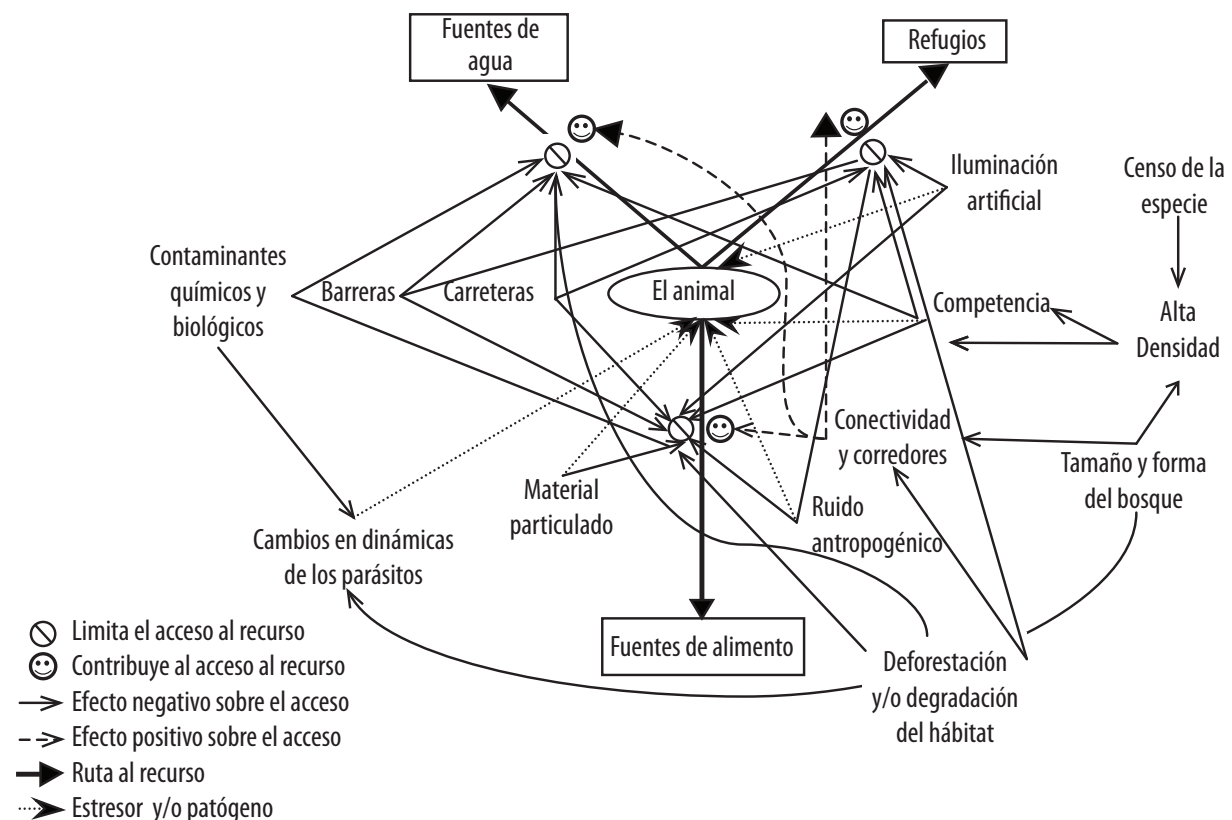 Fuentes de
agua
Refugios
Iluminación
artificial
Censo de la
especie
Contaminantes
químicos y
biológicos
Barreras
Carreteras
El animal
Competencia
Alta
Densidad
Conectividad
y corredores
Tamaño y forma
del bosque
Material
particulado
Ruido
antropogénico
Cambios en dinámicas
de los parásitos
Fuentes de alimento
Deforestación
y/o degradación
del hábitat
Limita el acceso al recurso
Contribuye al acceso al recurso
Efecto negativo sobre el acceso
Efecto positivo sobre el acceso
Ruta al recurso
Estresor y/o patógeno